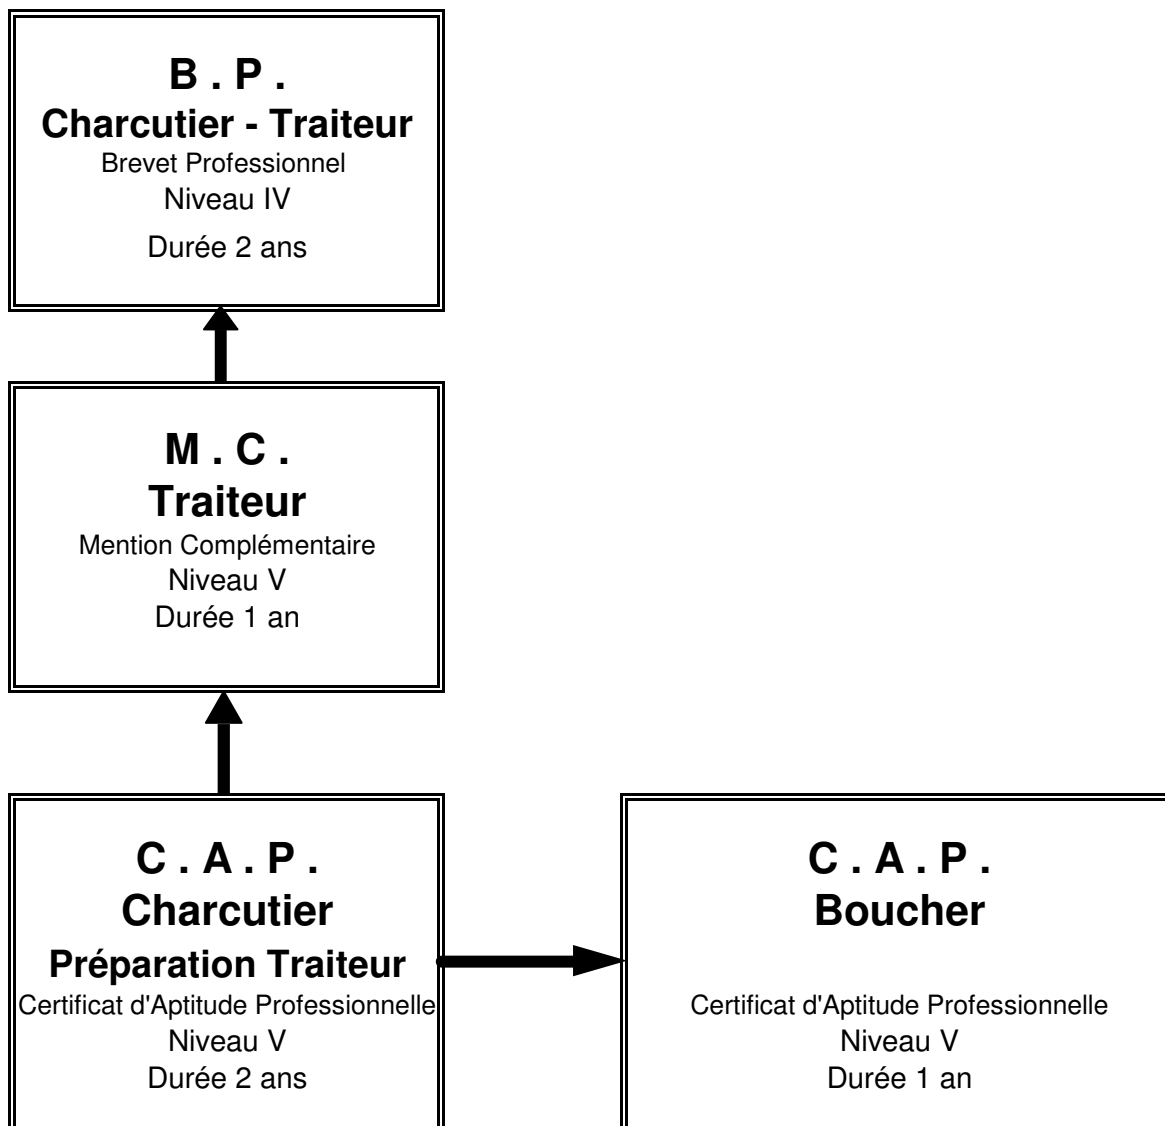 B . P .
Charcutier - Traiteur
Brevet Professionnel
Niveau IV
Durée 2 ans
M . C .
Traiteur
Mention Complémentaire
Niveau V
Durée 1 an
C . A . P .
Charcutier
Préparation Traiteur
Certificat d'Aptitude Professionnelle
Niveau V
Durée 2 ans
C . A . P .
Boucher
Certificat d'Aptitude Professionnelle
Niveau V
Durée 1 an